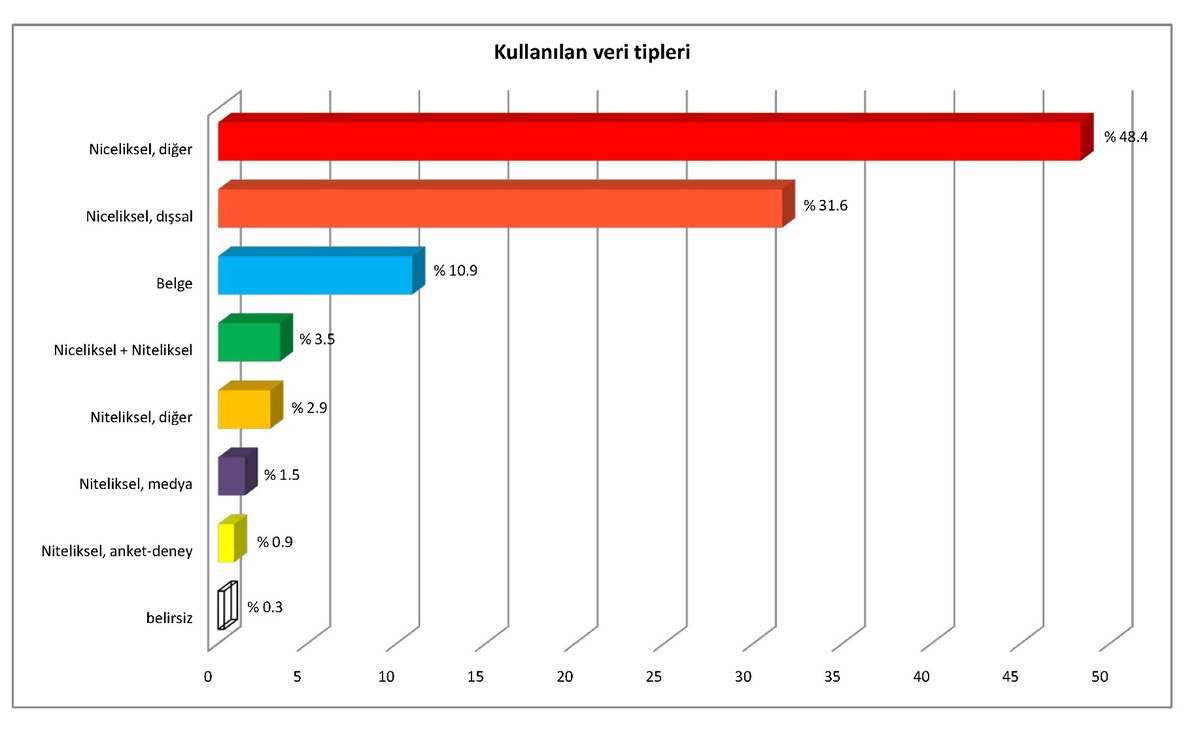 Kullanılan veri tipleri
Niceliksel, diğer % 48.4
Niceliksel, dışsal % 31.6
Belge % 10.9
Niceliksel + Niteliksel % 3.5
Niteliksel, diğer % 2.9
Niteliksel, medya % 1.5
Niteliksel, anket-deney % 0.9
belirsiz % 0.3
0 5 10 15 20 25 30 35 40 45 50